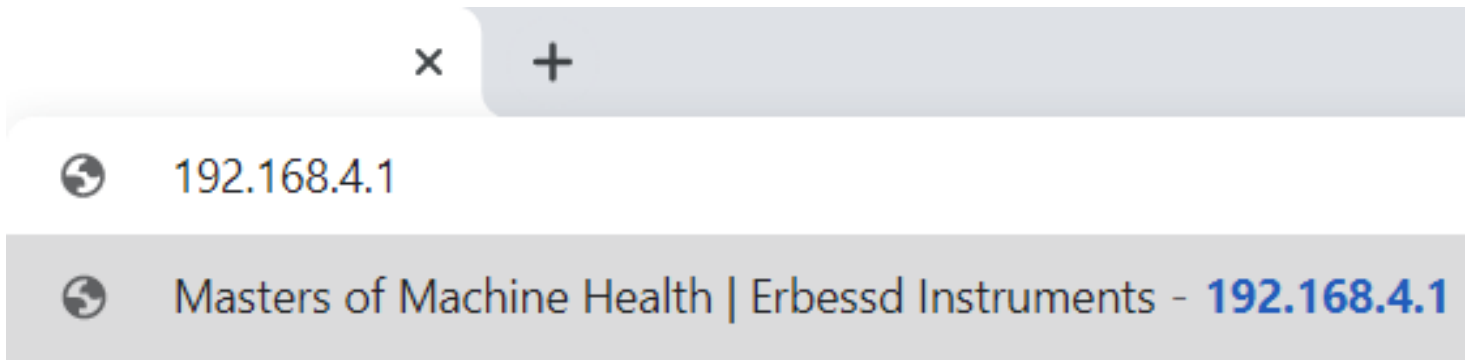 192.168.4.1
Masters of Machine Health | Erbessd Instruments - 192.168.4.1